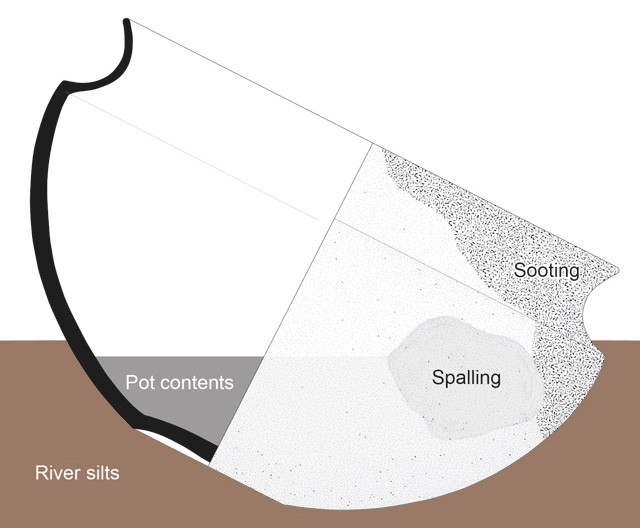 Sooting
Spalling
Pot contents
River silts